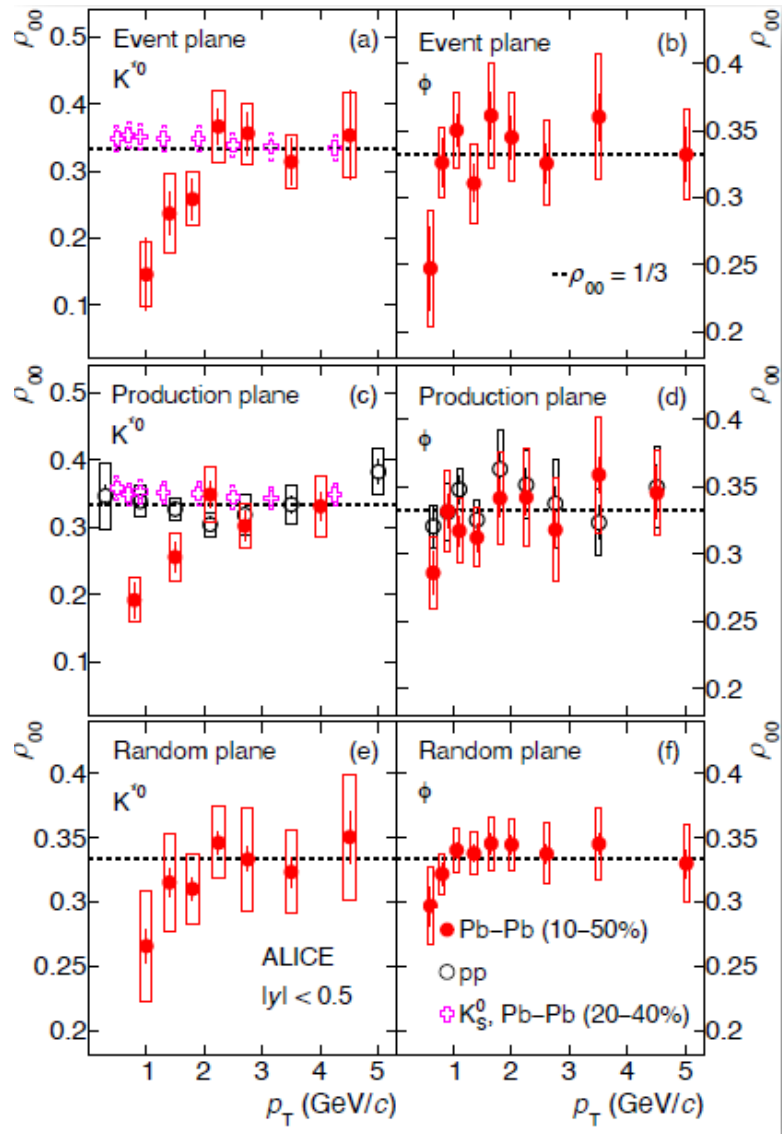 ρ₀₀
Event plane (a)
K*⁰
0.5
0.4
0.3
0.2
0.1
Event plane (b)
ϕ
ρ₀₀
0.4
0.35
0.3
0.25
0.2
ρ₀₀ = 1/3
ρ₀₀
Production plane (c)
K*⁰
0.5
0.4
0.3
0.2
0.1
Production plane (d)
ϕ
ρ₀₀
0.4
0.35
0.3
0.25
0.2
ρ₀₀
Random plane (e)
K*⁰
0.4
0.35
0.3
0.25
0.2
ALICE
|y| < 0.5
Random plane (f)
ϕ
ρ₀₀
0.4
0.35
0.3
0.25
0.2
Pb–Pb (10–50%)
pp
K⁰_S, Pb–Pb (20–40%)
1 2 3 4 5
p_T (GeV/c)
1 2 3 4 5
p_T (GeV/c)